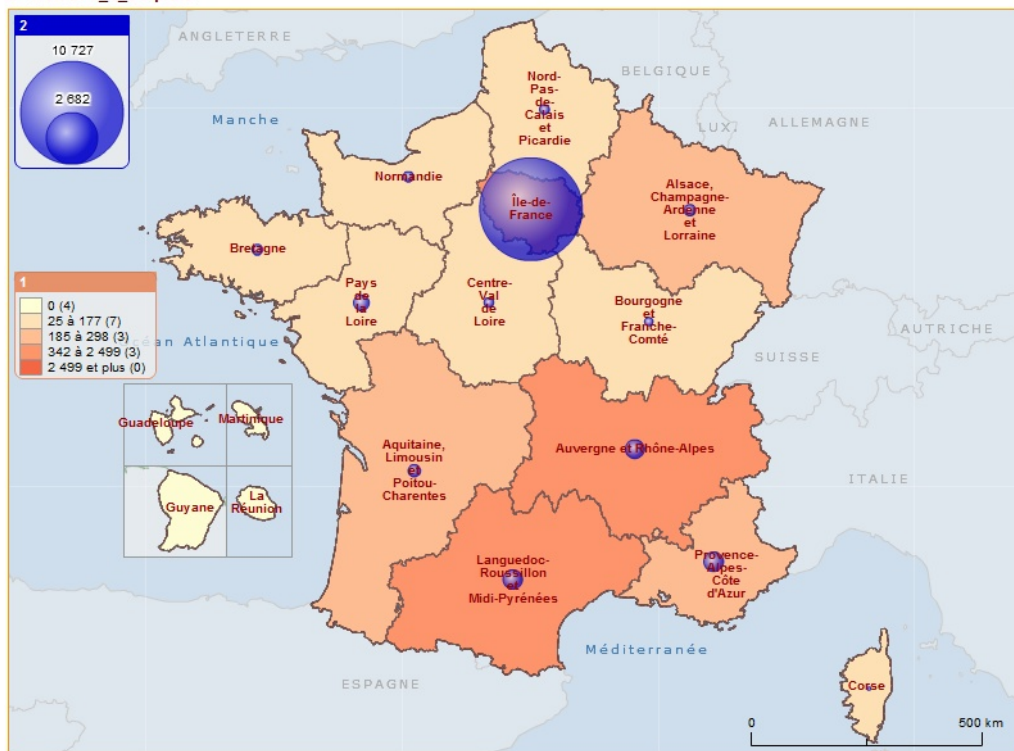 2
10 727
2 682
ANGLETERRE
BELGIQUE
LUX.
ALLEMAGNE
Manche
Nord-
Pas-
de-
Calais
et
Picardie
Normandie
Île-de-
France
Alsace,
Champagne-
Ardenne
et
Lorraine
Bretagne
Pays
de
la
Loire
Centre-
Val
de
Loire
Bourgogne
et
Franche-
Comté
AUTRICHE
SUISSE
1
0 (4)
25 à 177 (7)
185 à 298 (3)
342 à 2 499 (3)
2 499 et plus (0)
Atlantique
Guadeloupe
Martinique
Guyane
La
Réunion
Aquitaine,
Limousin
et
Poitou-
Charentes
Auvergne et Rhône-Alpes
ITALIE
Languedoc-
Roussillon
et
Midi-Pyrénées
Provence-
Alpes-
Côte
d'Azur
Méditerranée
ESPAGNE
Corse
0 500 km